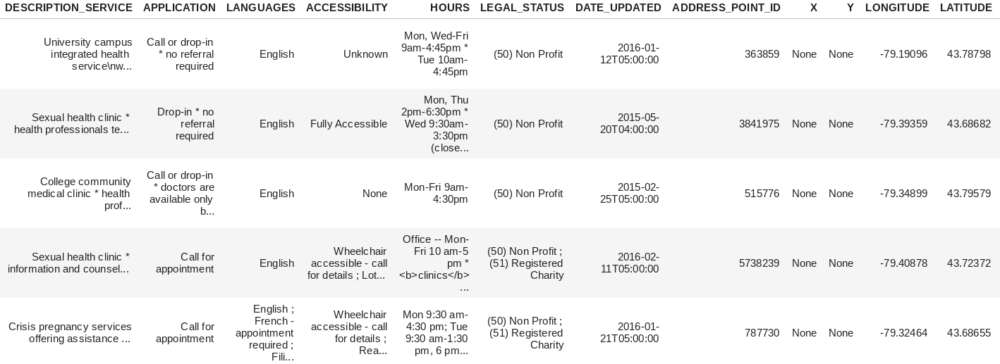 DESCRIPTION_SERVICE APPLICATION LANGUAGES ACCESSIBILITY HOURS LEGAL_STATUS DATE_UPDATED ADDRESS_POINT_ID X Y LONGITUDE LATITUDE
University campus
integrated health
service\nw...
Call or drop-in
* no referral
required
English
Unknown
Mon, Wed-Fri
9am-4:45pm *
Tue 10am-
4:45pm
(50) Non Profit
2016-01-
12T05:00:00
363859
None
None
-79.19096
43.78798
Sexual health clinic *
health professionals te...
Drop-in * no
referral
required
English
Fully Accessible
Mon, Thu
2pm-6:30pm *
Wed 9:30am-
3:30pm
(close...
(50) Non Profit
2015-05-
20T04:00:00
3841975
None
None
-79.39359
43.68682
College community
medical clinic * health
prof...
Call or drop-in
* doctors are
available only
b...
English
None
Mon-Fri 9am-
4:30pm
(50) Non Profit
2015-02-
25T05:00:00
515776
None
None
-79.34899
43.79579
Sexual health clinic *
information and counsel...
Call for
appointment
English
Wheelchair
accessible - call
for details ; Lot...
Office -- Mon-
Fri 10 am-5
pm *
<b>clinics</b>
...
(50) Non Profit ;
(51) Registered
Charity
2016-02-
11T05:00:00
5738239
None
None
-79.40878
43.72372
Crisis pregnancy services
offering assistance ...
Call for
appointment
English ;
French -
appointment
required ;
Fili...
Wheelchair
accessible - call
for details ;
Rea...
Mon 9:30 am-
4:30 pm; Tue
9:30 am-1:30
pm, 6 pm...
(50) Non Profit ;
(51) Registered
Charity
2016-01-
21T05:00:00
787730
None
None
-79.32464
43.68655